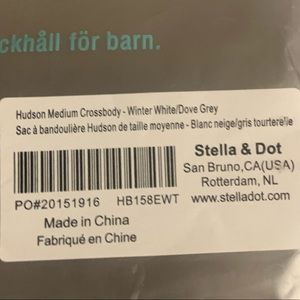 ckhåll för barn.
Hudson Medium Crossbody - Winter White/Dove Grey
Sac à bandoulière Hudson de taille moyenne - Blanc neige/gris tourterelle
Stella & Dot
San Bruno,CA(USA)
Rotterdam, NL
PO#20151916 HB158EWT www.stelladot.com
Made in China
Fabriqué en Chine